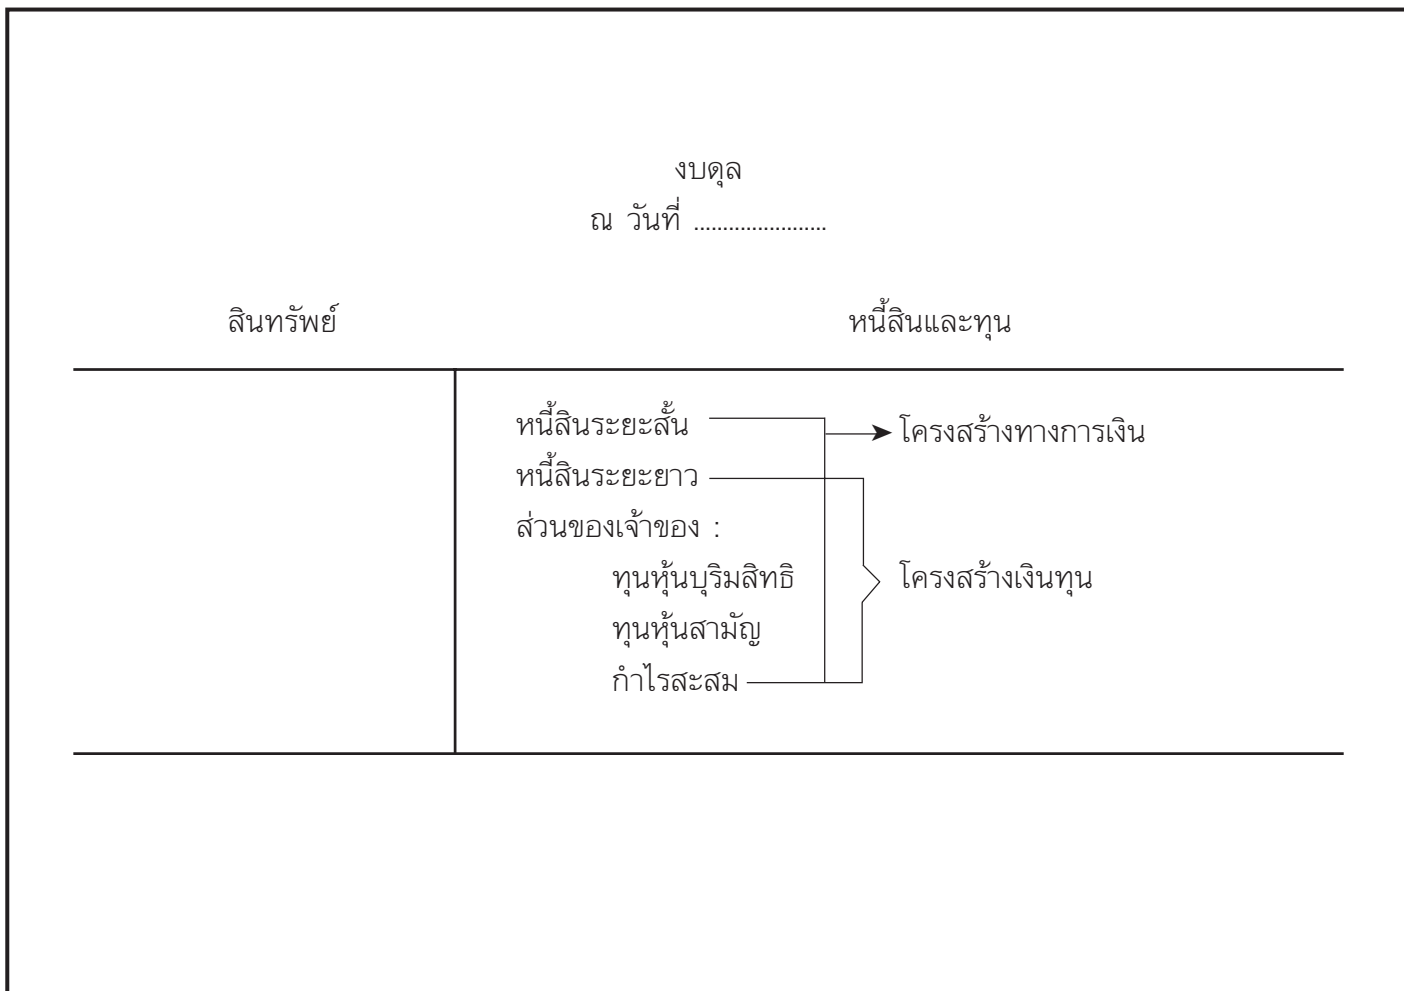 งบดุล
ณ วันที่ .......................
สินทรัพย์ หนี้สินและทุน
หนี้สินระยะสั้น โครงสร้างทางการเงิน
หนี้สินระยะยาว
ส่วนของเจ้าของ :
ทุนหุ้นบุริมสิทธิ โครงสร้างเงินทุน
ทุนหุ้นสามัญ
กำไรสะสม